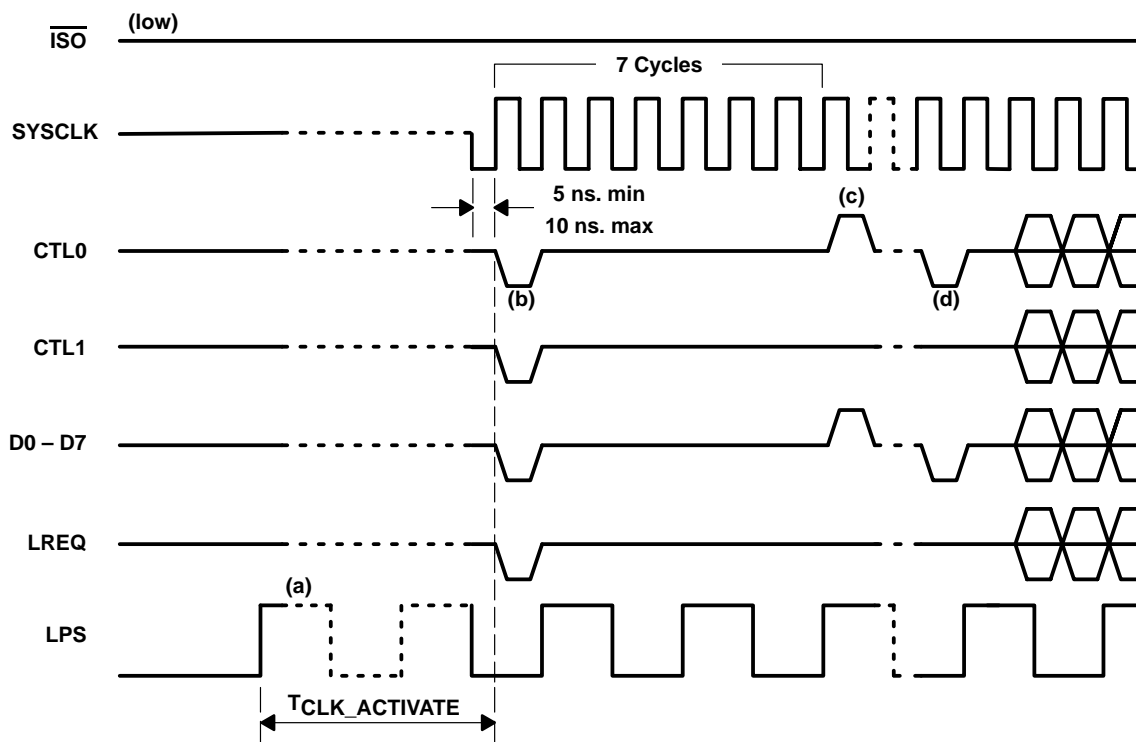 (low)
ISO
7 Cycles
SYSCLK
5 ns. min
10 ns. max
(c)
CTL0
(b)
(d)
CTL1
D0 – D7
LREQ
(a)
LPS
TCLK_ACTIVATE